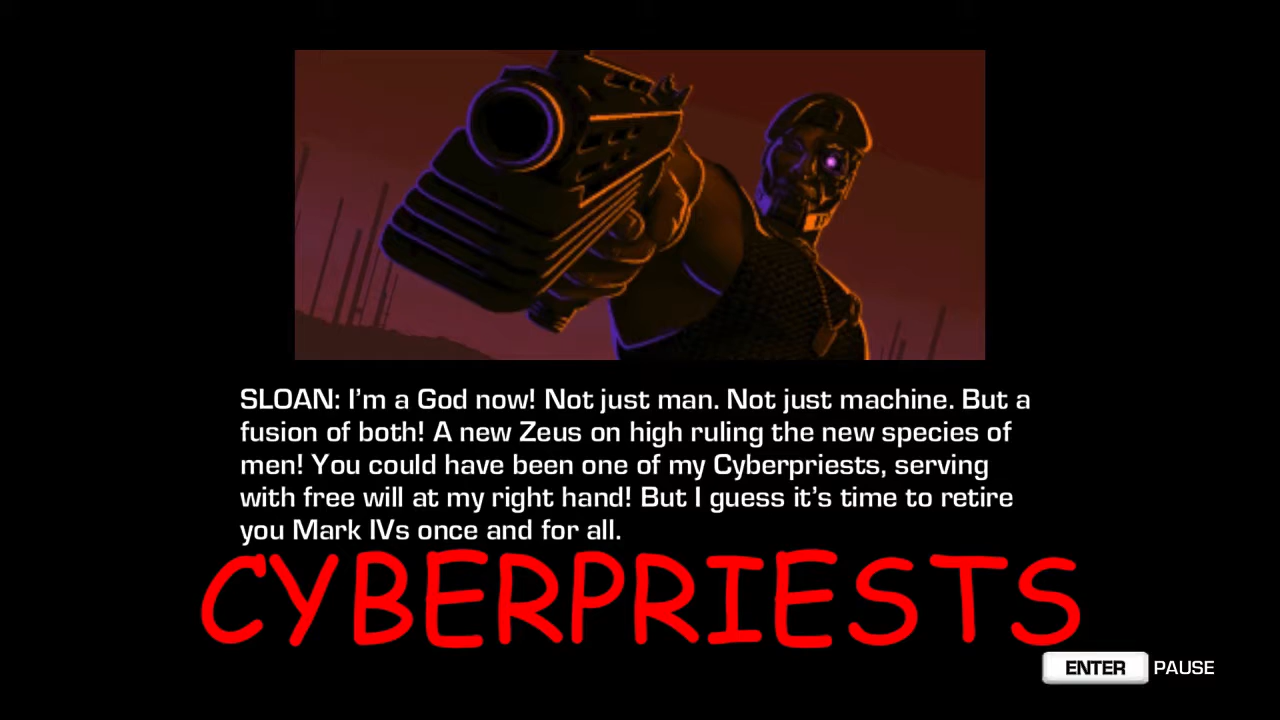 SLOAN: I'm a God now! Not just man. Not just machine. But a
fusion of both! A new Zeus on high ruling the new species of
men! You could have been one of my Cyberpriests, serving
with free will at my right hand! But I guess it's time to retire
you Mark IVs once and for all.
CYBERPRIESTS
ENTER PAUSE